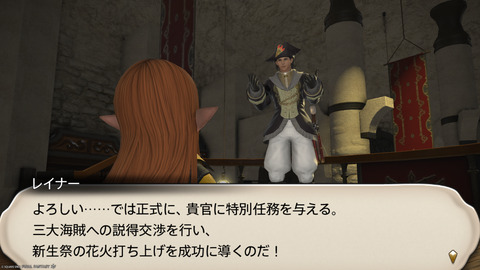 レイナー
よろしい……では正式に、貴官に特別任務を与える。
三大海賊への説得交渉を行い、
新生祭の花火打ち上げを成功に導くのだ！